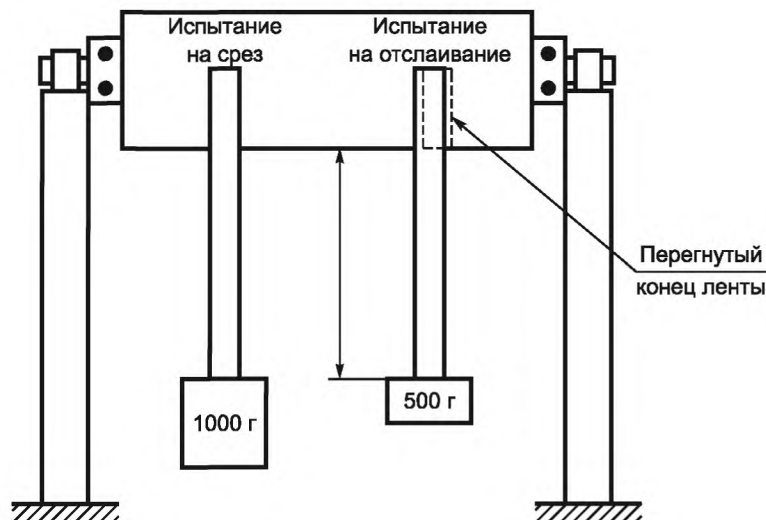 Испытание
на срез
Испытание
на отслаивание
Перегнутый
конец ленты
1000 г
500 г